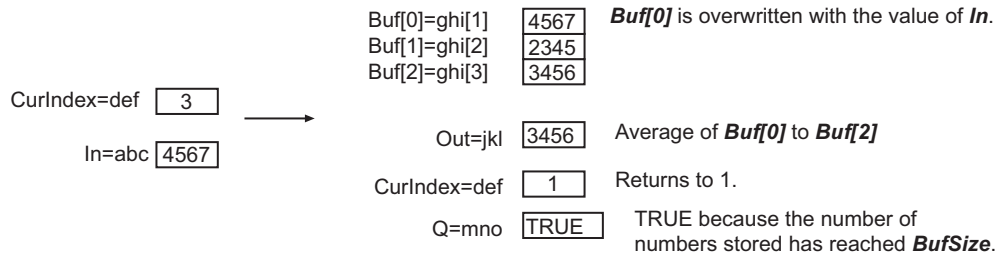 Buf[0]=ghi[1] 4567 Buf[0] is overwritten with the value of In.
Buf[1]=ghi[2] 2345
Buf[2]=ghi[3] 3456
CurIndex=def 3
In=abc 4567
Out=jkl 3456 Average of Buf[0] to Buf[2]
CurIndex=def 1 Returns to 1.
Q=mno TRUE TRUE because the number of
numbers stored has reached BufSize.